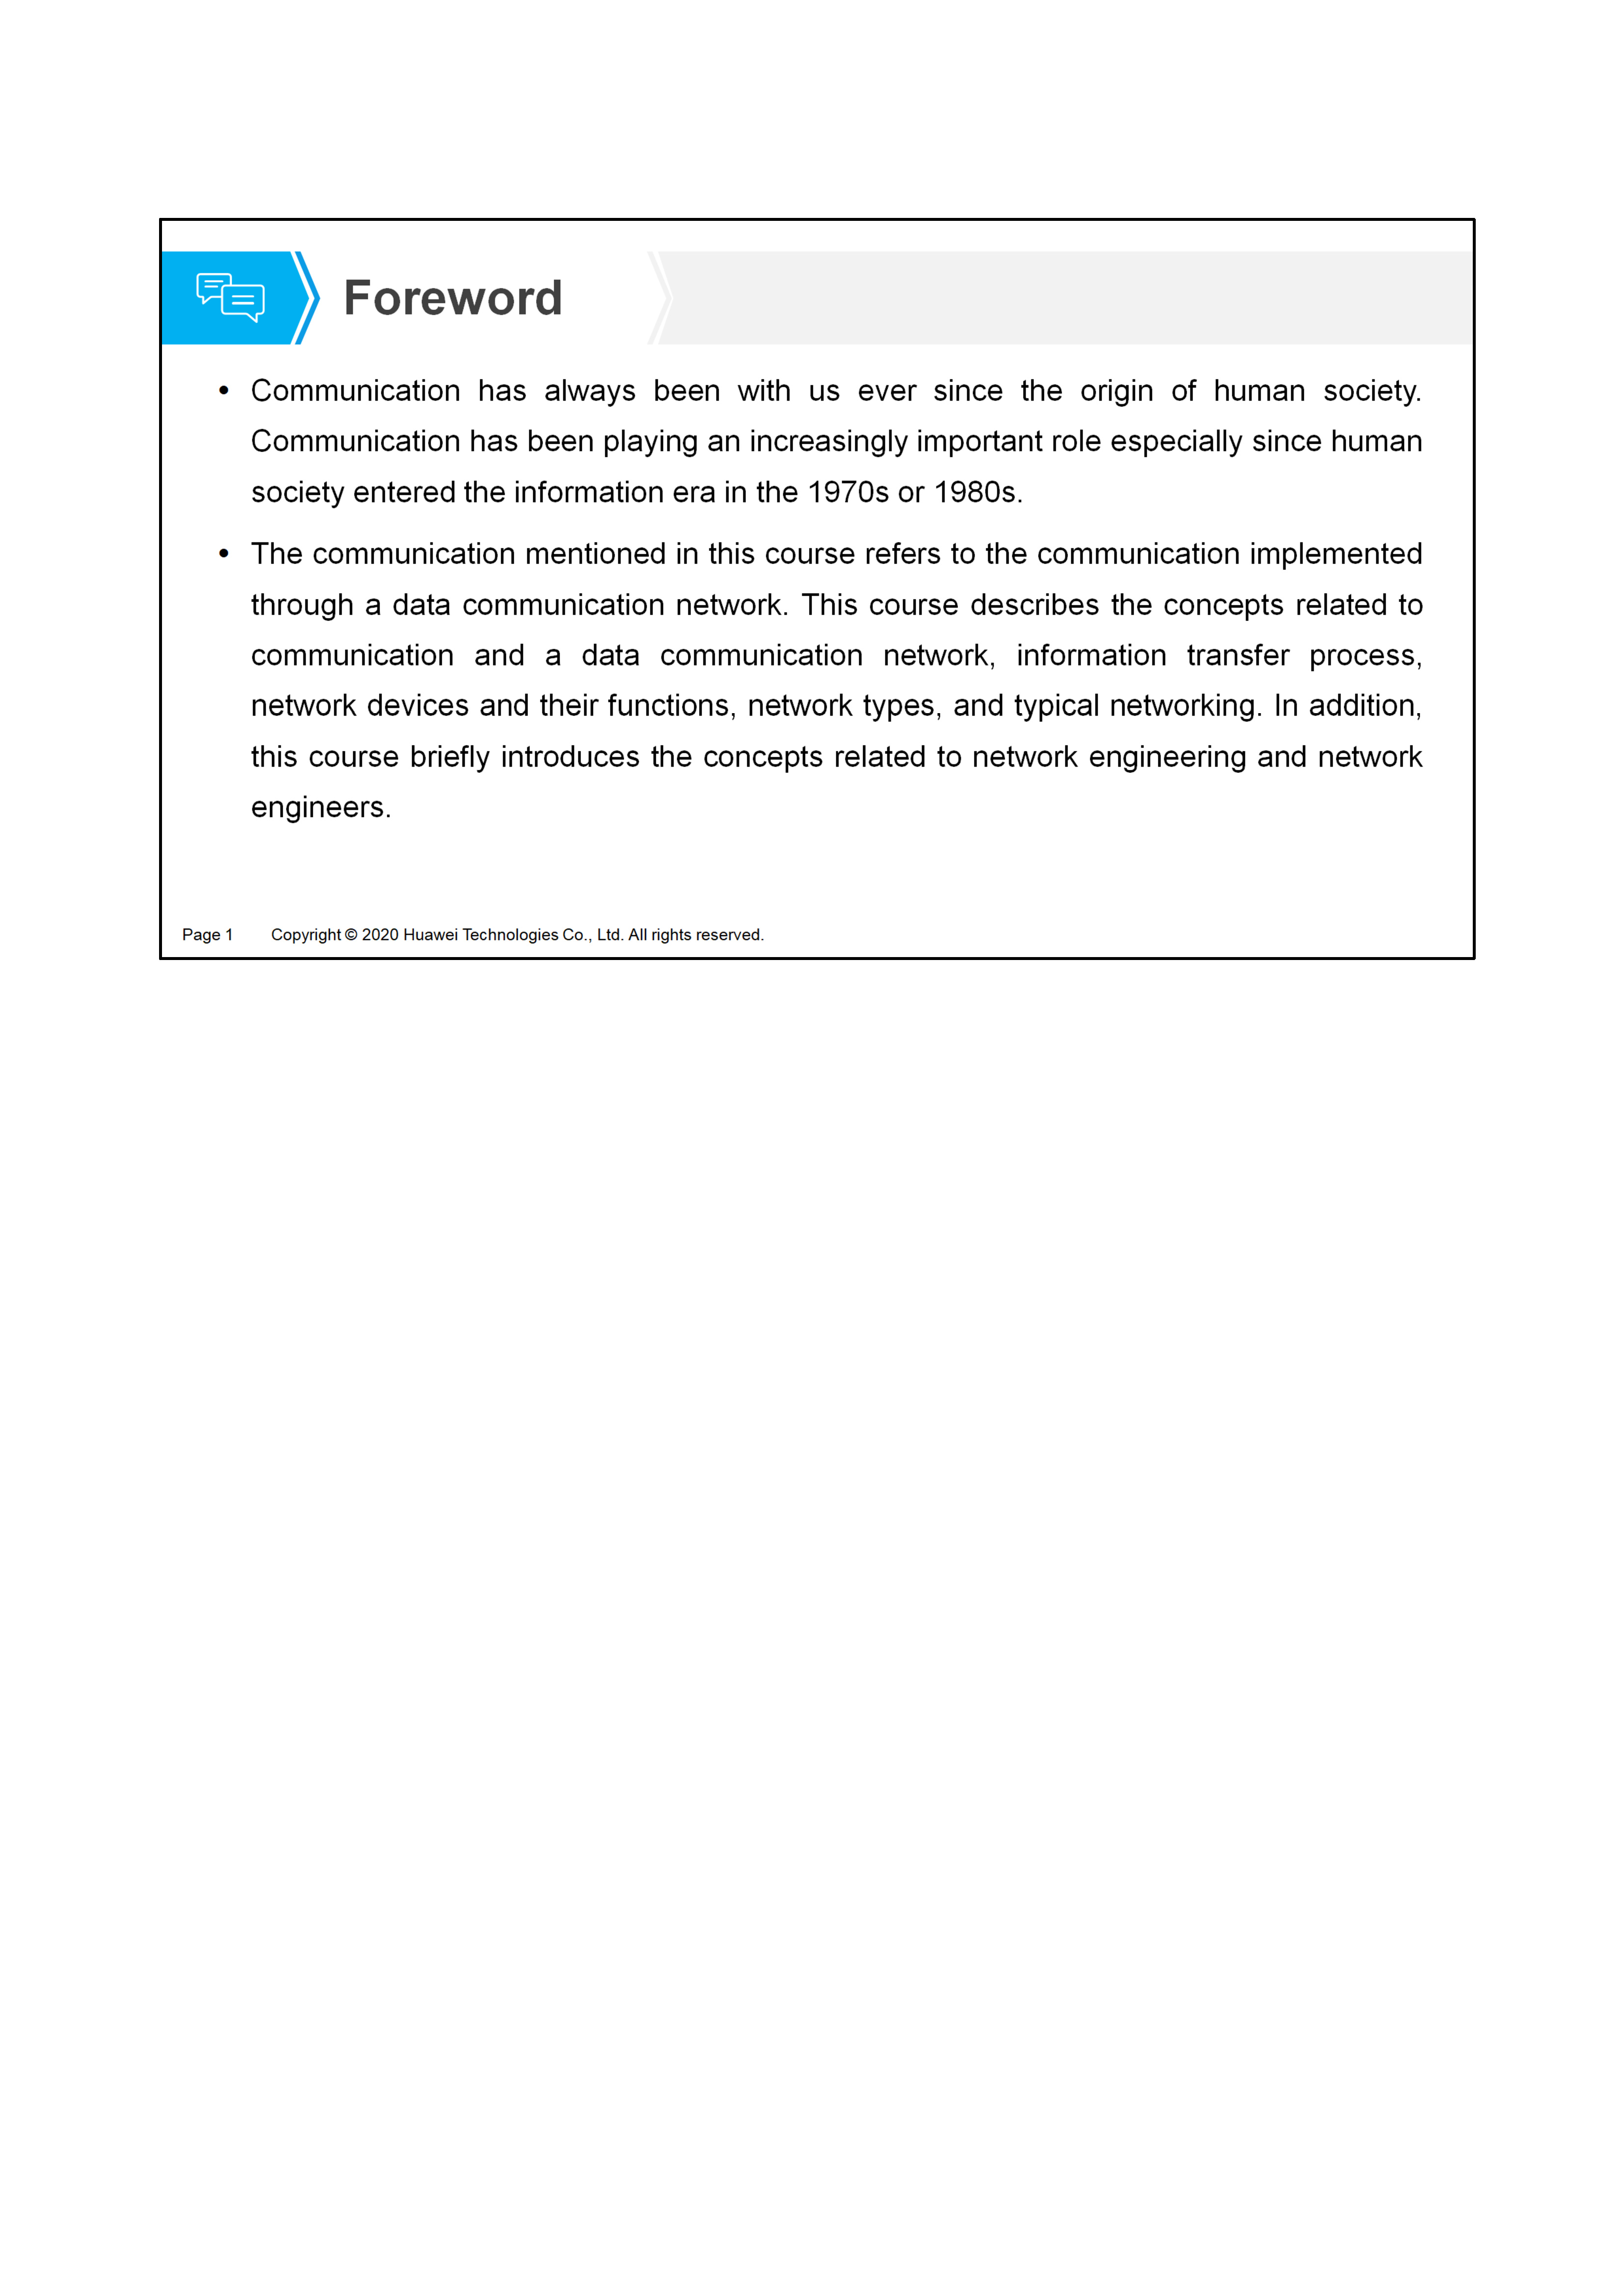 Foreword
• Communication has always been with us ever since the origin of human society.
Communication has been playing an increasingly important role especially since human
society entered the information era in the 1970s or 1980s.
• The communication mentioned in this course refers to the communication implemented
through a data communication network. This course describes the concepts related to
communication and a data communication network, information transfer process,
network devices and their functions, network types, and typical networking. In addition,
this course briefly introduces the concepts related to network engineering and network
engineers.
Page 1 Copyright © 2020 Huawei Technologies Co., Ltd. All rights reserved.